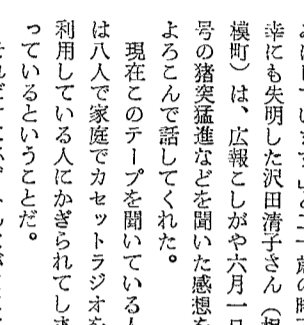 幸にも失明した沢田清子さん（相
模町）は、広報こしがや六月一日
号の猪突猛進などを聞いた感想を
よろこんで話してくれた。
現在このテープを聞いている人
は八人で家庭でカセットラジオを
利用している人にかぎられてしま
っているということだ。